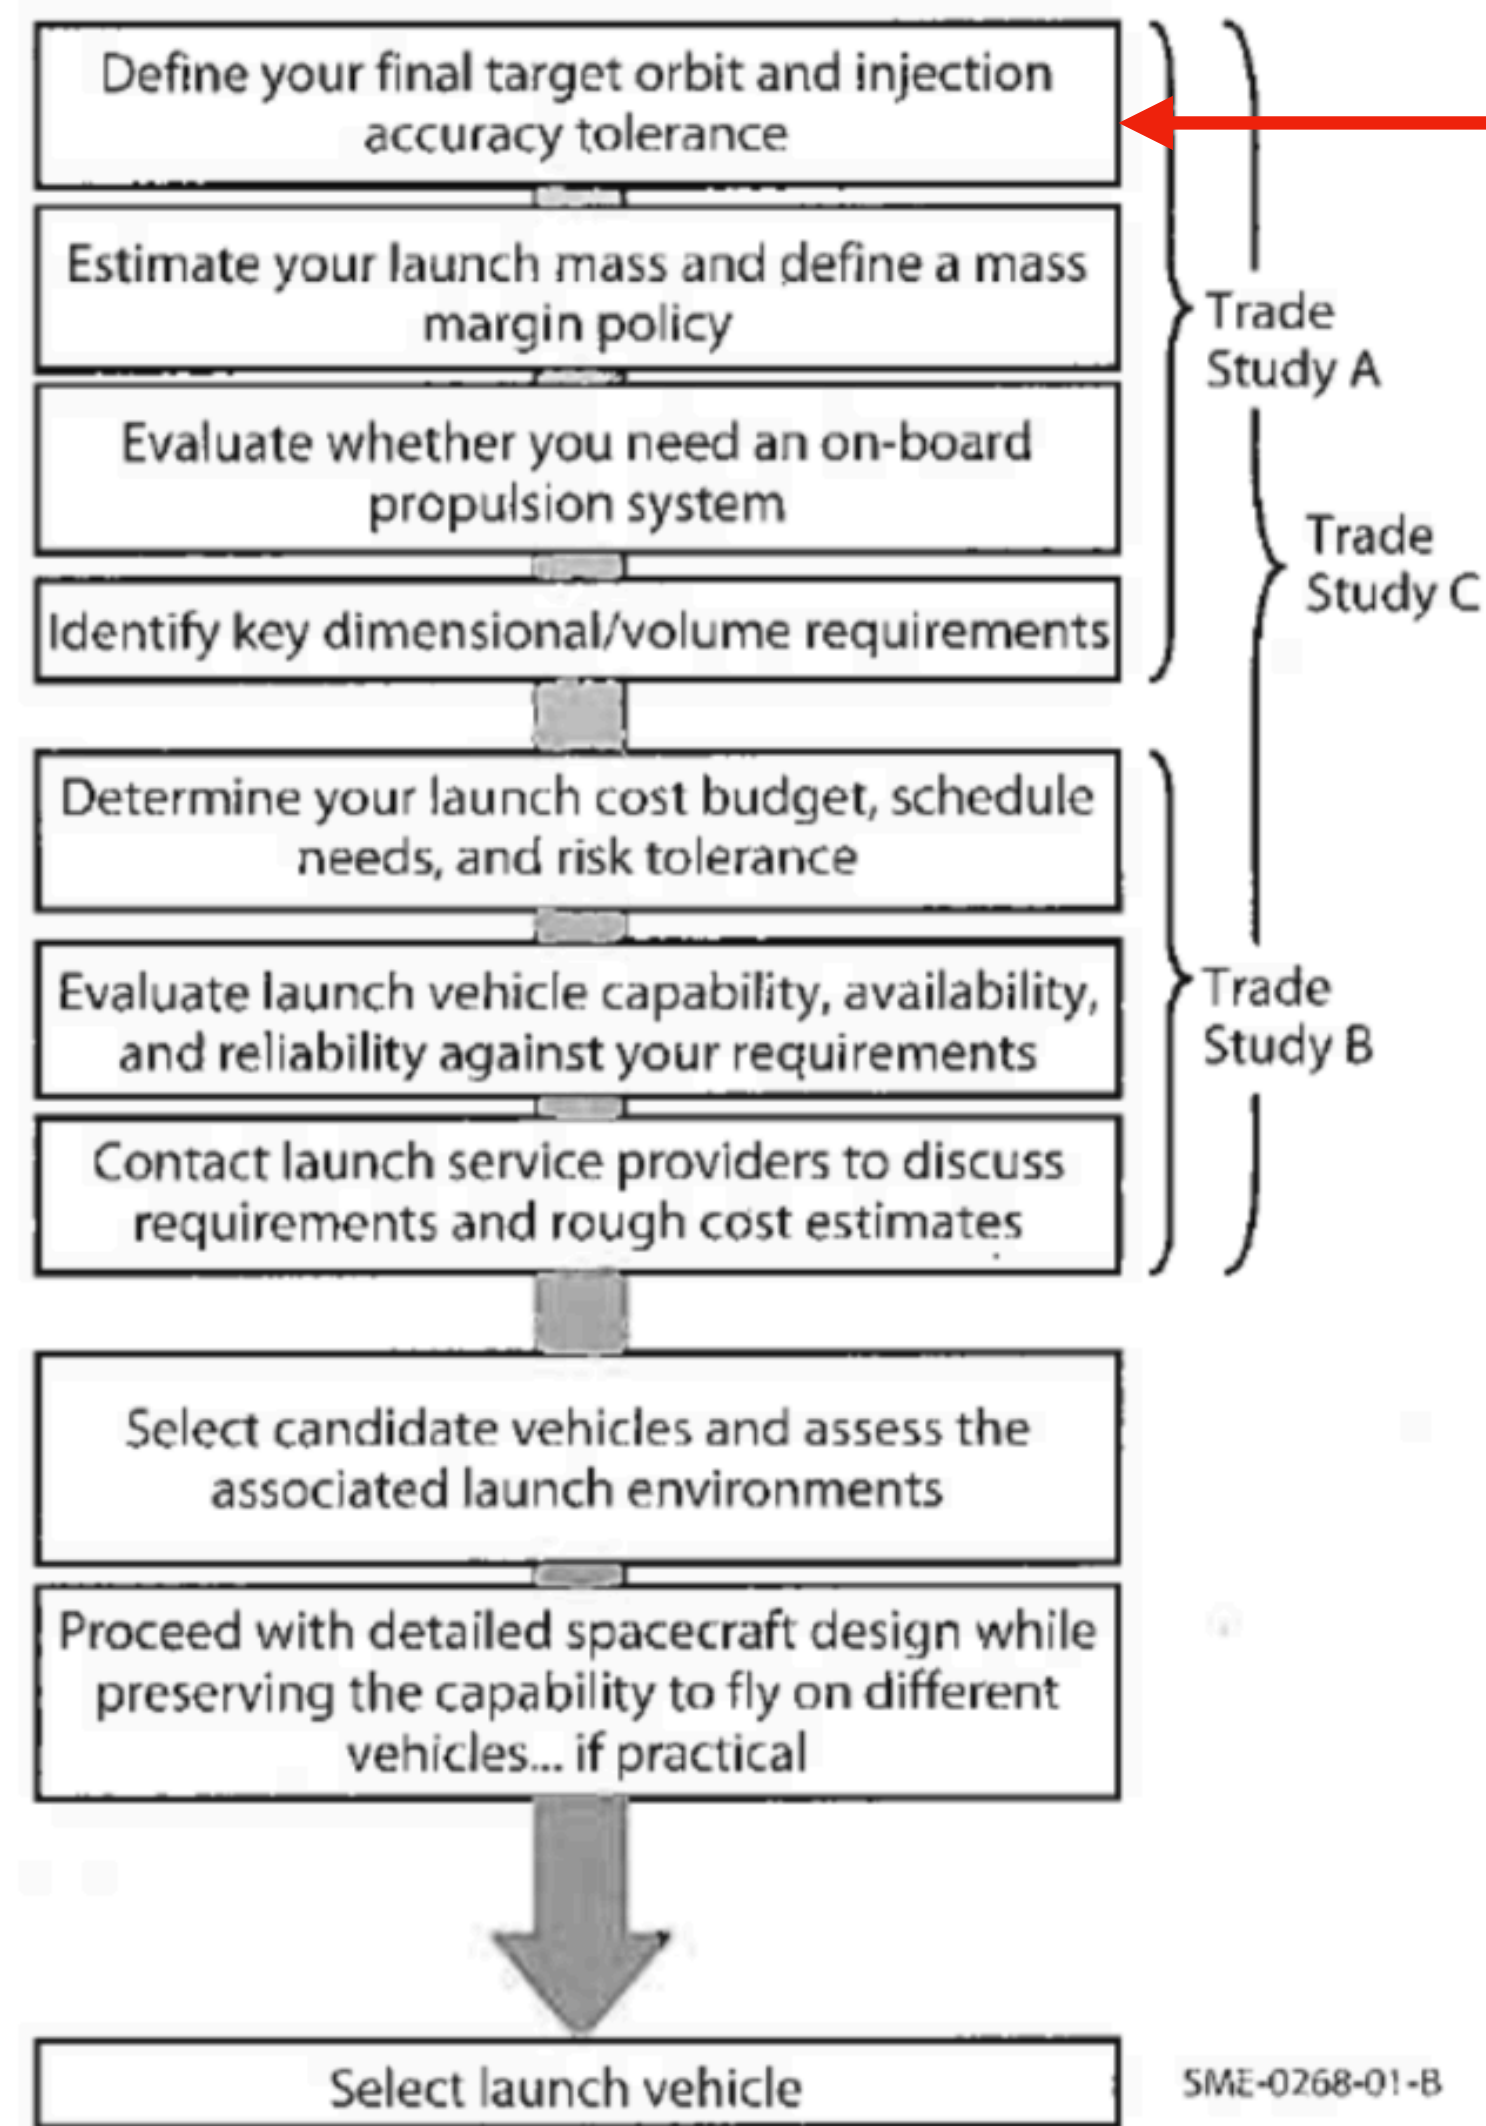 Define your final target orbit and injection
accuracy tolerance
Estimate your launch mass and define a mass
margin policy
Evaluate whether you need an on-board
propulsion system
Identify key dimensional/volume requirements
Trade
Study A
Trade
Study C
Determine your launch cost budget, schedule
needs, and risk tolerance
Evaluate launch vehicle capability, availability,
and reliability against your requirements
Contact launch service providers to discuss
requirements and rough cost estimates
Trade
Study B
Select candidate vehicles and assess the
associated launch environments
Proceed with detailed spacecraft design while
preserving the capability to fly on different
vehicles... if practical
Select launch vehicle
SME-0268-01-B